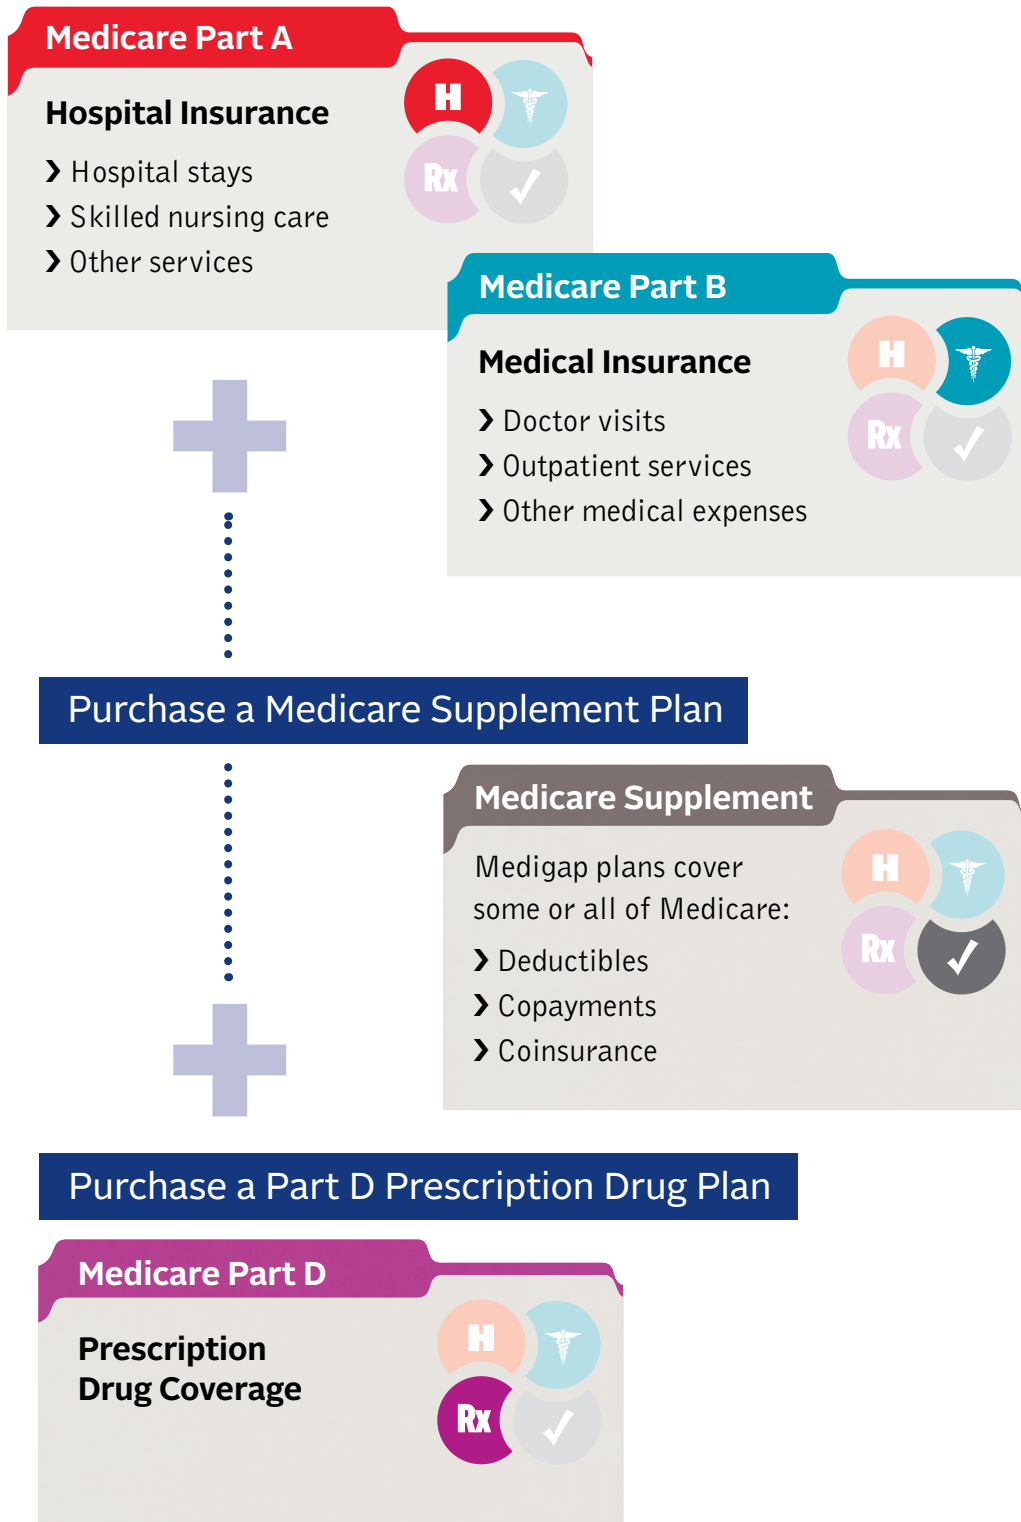 Medicare Part A
Hospital Insurance
❯ Hospital stays
❯ Skilled nursing care
❯ Other services
H
Rx
Medicare Part B
Medical Insurance
❯ Doctor visits
❯ Outpatient services
❯ Other medical expenses
H
Rx
Purchase a Medicare Supplement Plan
Medicare Supplement
Medigap plans cover
some or all of Medicare:
❯ Deductibles
❯ Copayments
❯ Coinsurance
H
Rx
Purchase a Part D Prescription Drug Plan
Medicare Part D
Prescription
Drug Coverage
H
Rx